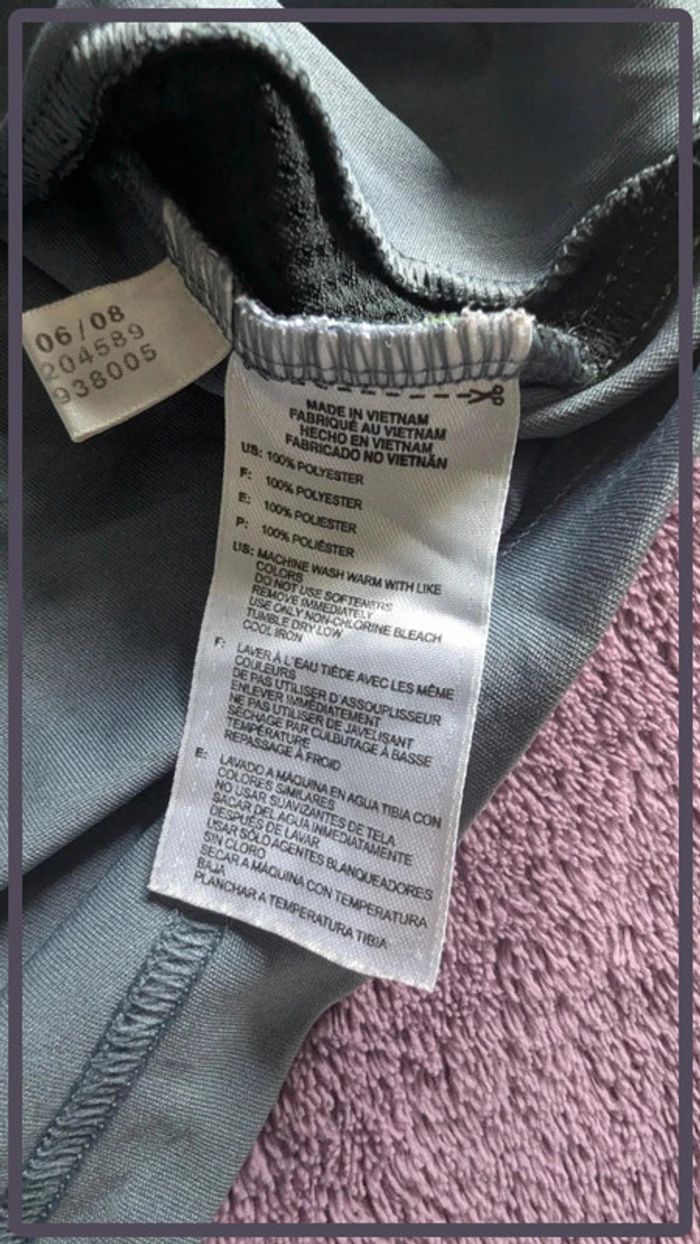 06/08
204589
938005
MADE IN VIETNAM
FABRIQUÉ AU VIETNAM
HECHO EN VIETNAM
FABRICADO NO VIETNÃN
US: 100% POLYESTER
F: 100% POLYESTER
E: 100% POLIESTER
P: 100% POLIÉSTER
US: MACHINE WASH WARM WITH LIKE
COLORS
DO NOT USE SOFTENERS
REMOVE IMMEDIATELY
USE ONLY NON-CHLORINE BLEACH
TUMBLE DRY LOW
COOL IRON
F: LAVER À L'EAU TIÈDE AVEC LES MÊME
COULEURS
DE PAS UTILISER D'ASSOUPLISSEUR
ENLEVER IMMÉDIATEMENT
NE PAS UTILISER DE JAVELISANT
SÉCHAGE PAR CULBUTAGE À BASSE
TEMPÉRATURE
REPASSAGE À FROID
E: LAVADO A MÁQUINA EN AGUA TIBIA CON
COLORES SIMILARES
NO USAR SUAVIZANTES DE TELA
SACAR DEL AGUA INMEDIATAMENTE
DESPUÉS DE LAVAR
USAR SÓLO AGENTES BLANQUEADORES
SIN CLORO
SECAR A MÁQUINA CON TEMPERATURA
BAJA
PLANCHAR A TEMPERATURA TIBIA